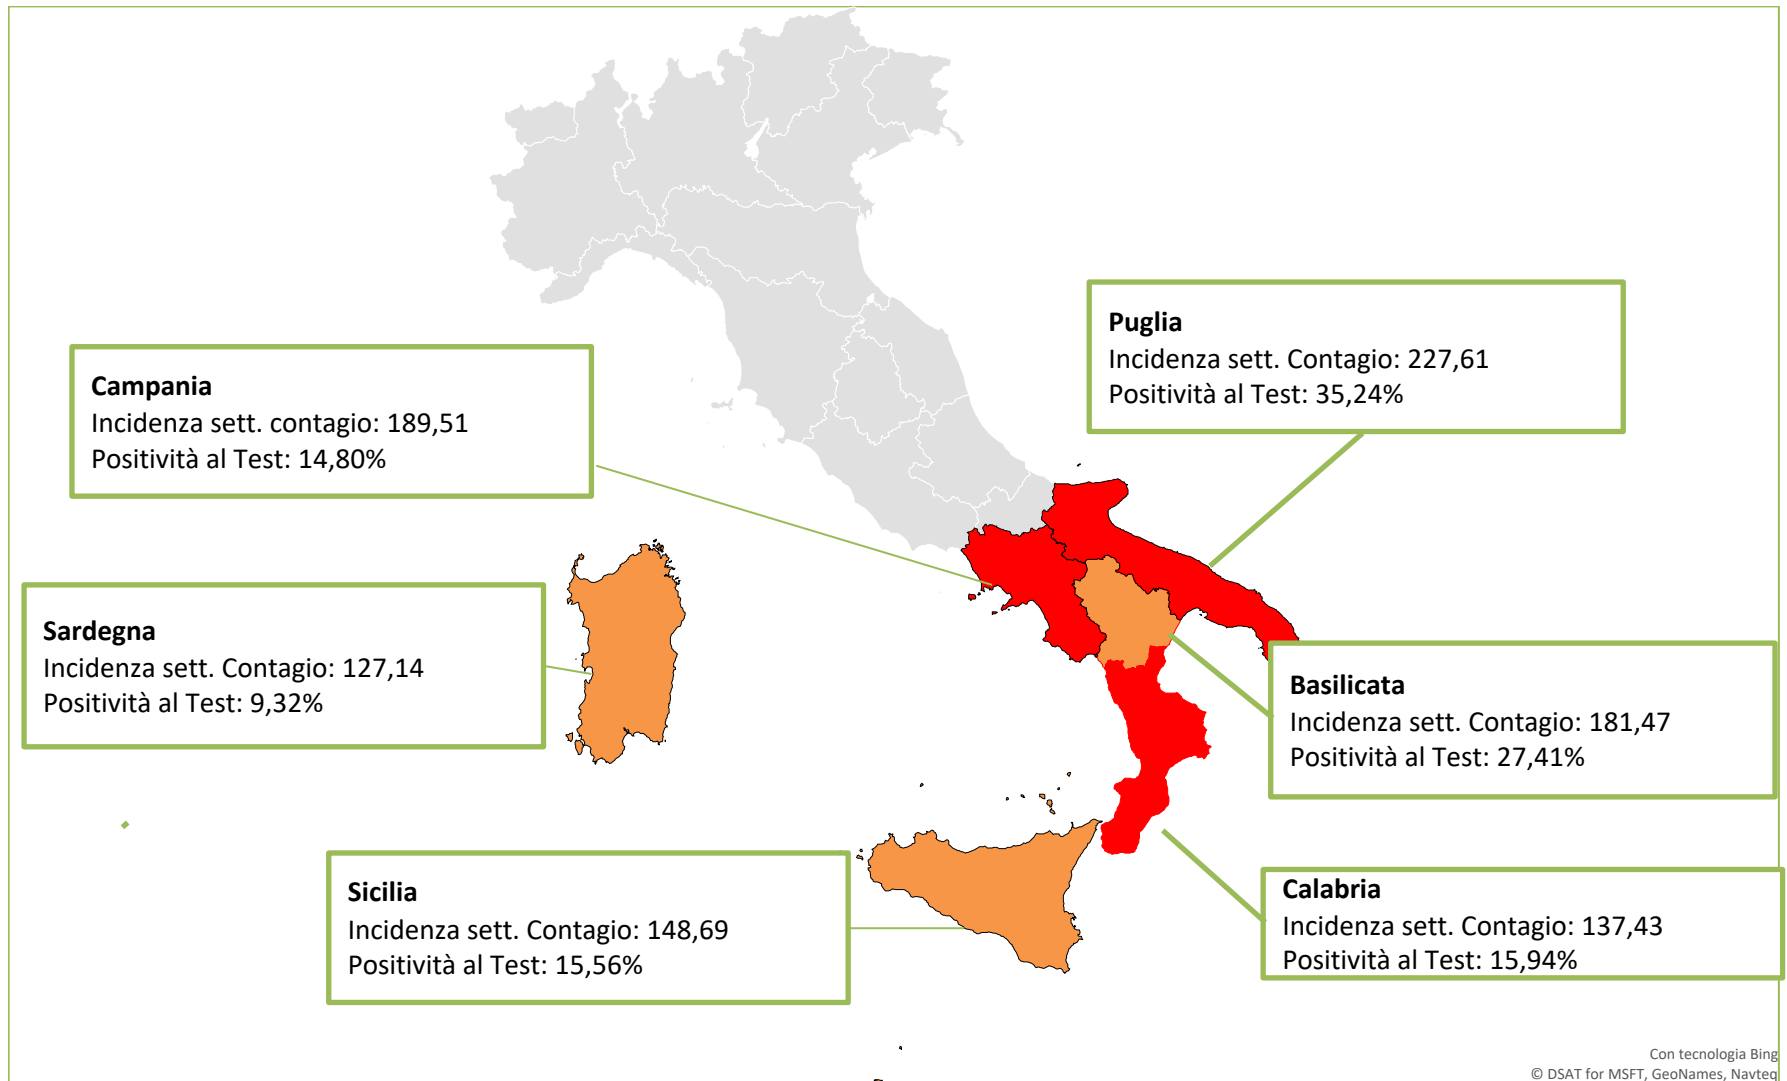 Puglia
Incidenza sett. Contagio: 227,61
Positività al Test: 35,24%
Campania
Incidenza sett. contagio: 189,51
Positività al Test: 14,80%
Sardegna
Incidenza sett. Contagio: 127,14
Positività al Test: 9,32%
Basilicata
Incidenza sett. Contagio: 181,47
Positività al Test: 27,41%
Sicilia
Incidenza sett. Contagio: 148,69
Positività al Test: 15,56%
Calabria
Incidenza sett. Contagio: 137,43
Positività al Test: 15,94%
Con tecnologia Bing
© DSAT for MSFT, GeoNames, Navteq